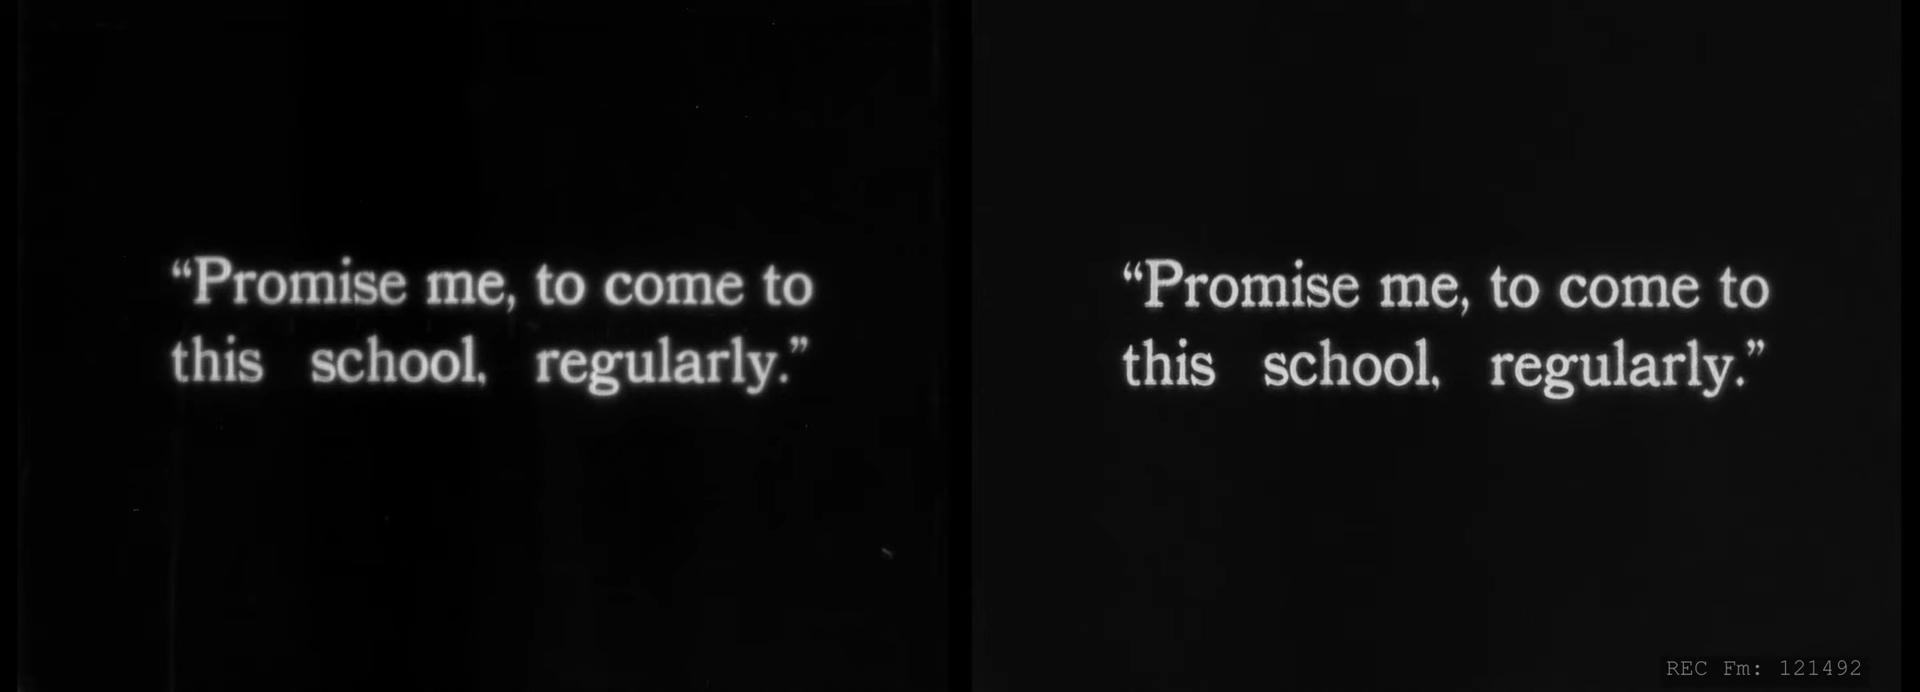 “Promise me, to come to
this school, regularly.”
“Promise me, to come to
this school, regularly.”
REC Fm: 121492